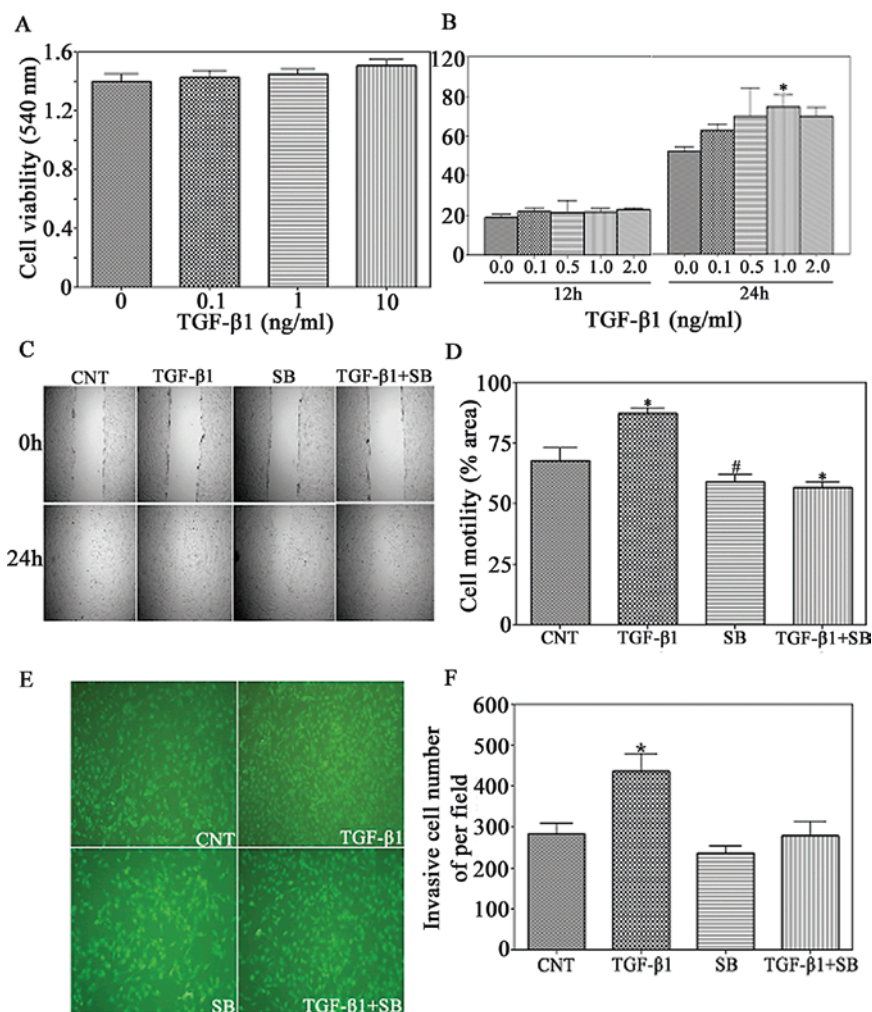 A
Cell viability (540 nm)
1.6
1.2
0.8
0.4
0
0 0.1 1 10
TGF-β1 (ng/ml)
B
120
80
60
40
20
0
*
0.0 0.1 0.5 1.0 2.0 0.0 0.1 0.5 1.0 2.0
12h 24h
TGF-β1 (ng/ml)
C
CNT TGF-β1 SB TGF-β1+SB
0h
24h
D
Cell motility (% area)
100
75
50
25
0
* # *
CNT TGF-β1 SB TGF-β1+SB
E
CNT TGF-β1
SB TGF-β1+SB
F
Invasive cell number
of per field
600
500
400
300
200
100
0
*
CNT TGF-β1 SB TGF-β1+SB